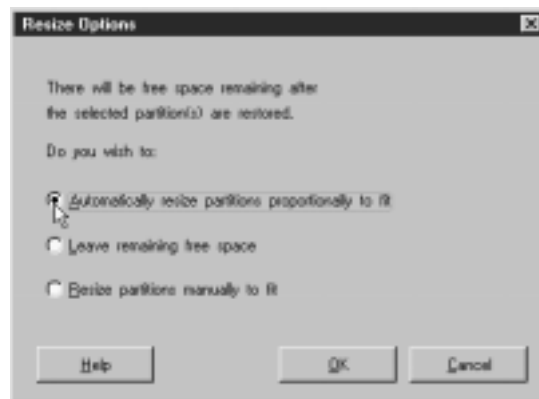 Resize Options
There will be free space remaining after
the selected partition(s) are restored.
Do you wish to:
Automatically resize partitions proportionally to fit
Leave remaining free space
Resize partitions manually to fit
Help OK Cancel